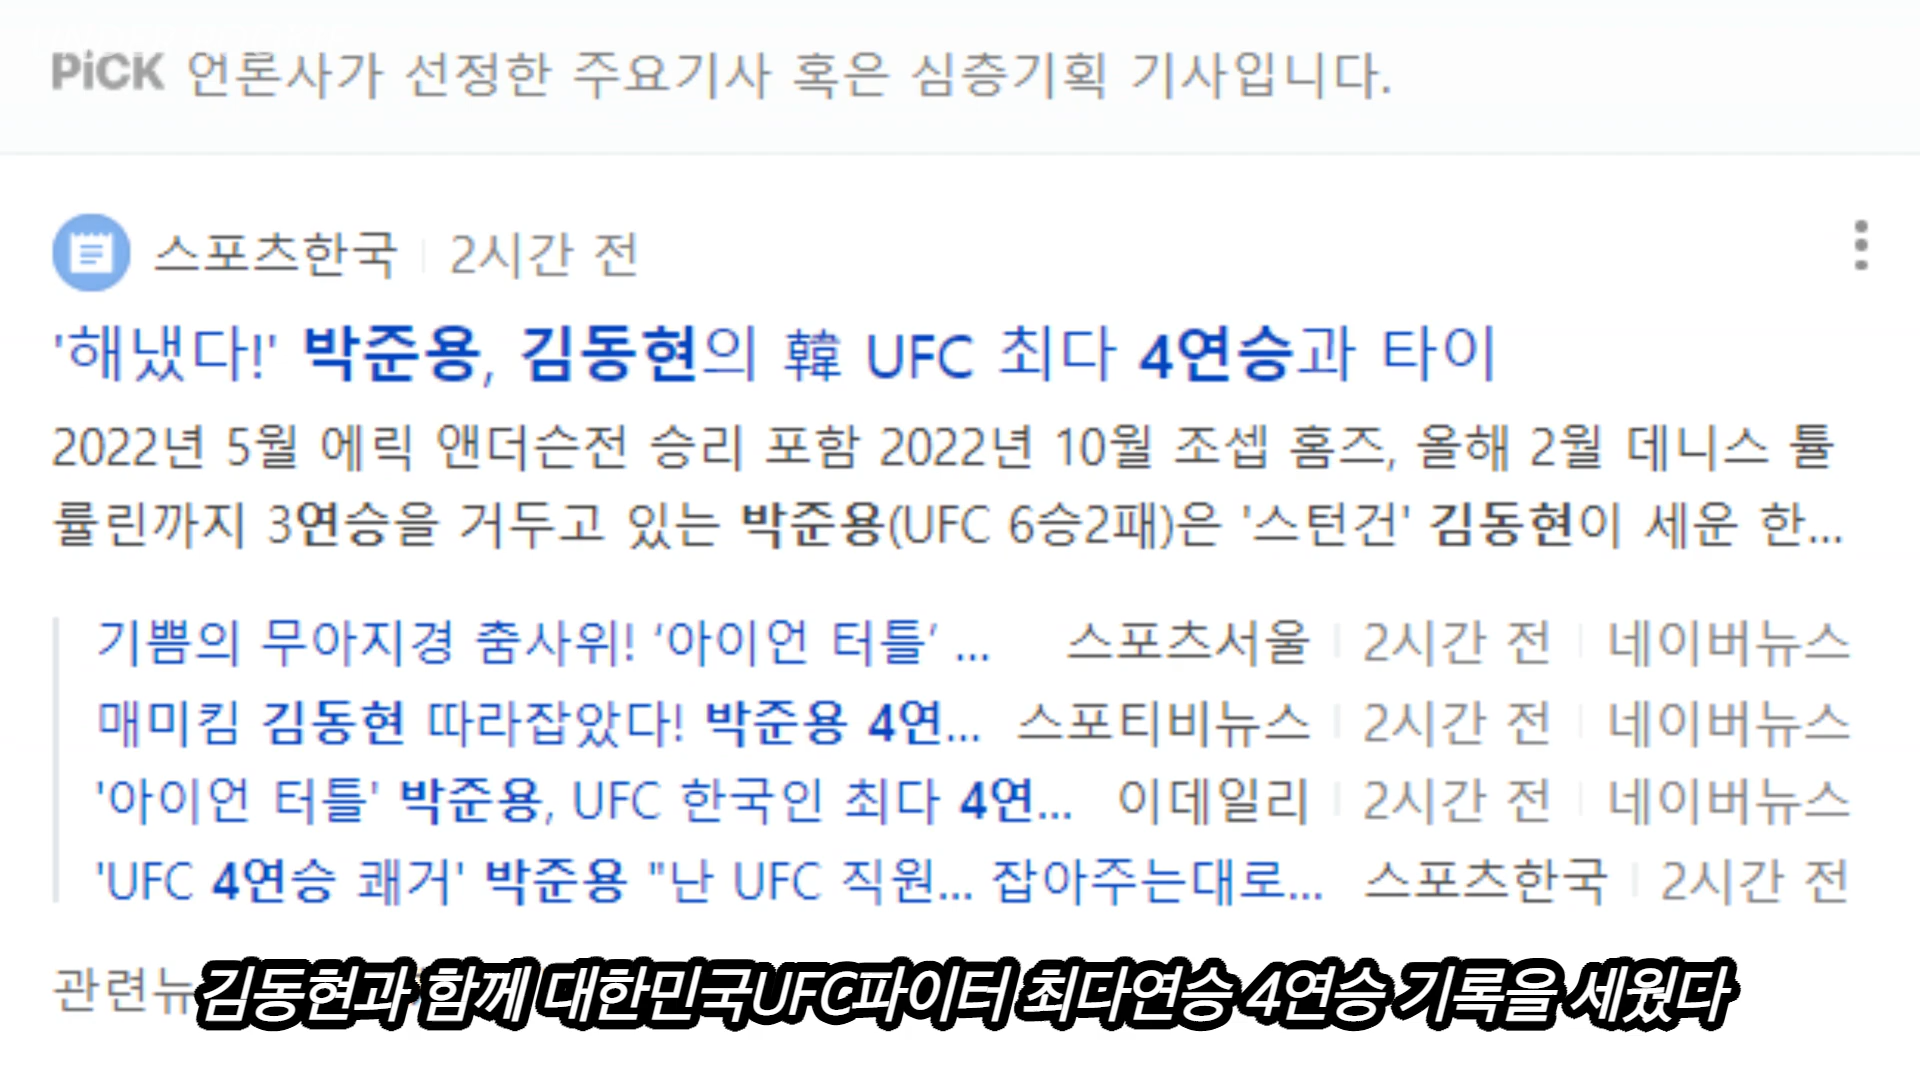 PiCK 언론사가 선정한 주요기사 혹은 심층기획 기사입니다.
스포츠한국 2시간 전
'해냈다!' 박준용, 김동현의 韓 UFC 최다 4연승과 타이
2022년 5월 에릭 앤더슨전 승리 포함 2022년 10월 조셉 홈즈, 올해 2월 데니스 튤
률린까지 3연승을 거두고 있는 박준용(UFC 6승2패)은 '스턴건' 김동현이 세운 한...
기쁨의 무아지경 춤사위! ‘아이언 터틀’ ... 스포츠서울 2시간 전 네이버뉴스
매미킴 김동현 따라잡았다! 박준용 4연... 스포티비뉴스 2시간 전 네이버뉴스
'아이언 터틀' 박준용, UFC 한국인 최다 4연... 이데일리 2시간 전 네이버뉴스
'UFC 4연승 쾌거' 박준용 "난 UFC 직원... 잡아주는대로... 스포츠한국 2시간 전
관련뉴
김동현과 함께 대한민국UFC파이터 최다연승 4연승 기록을 세웠다